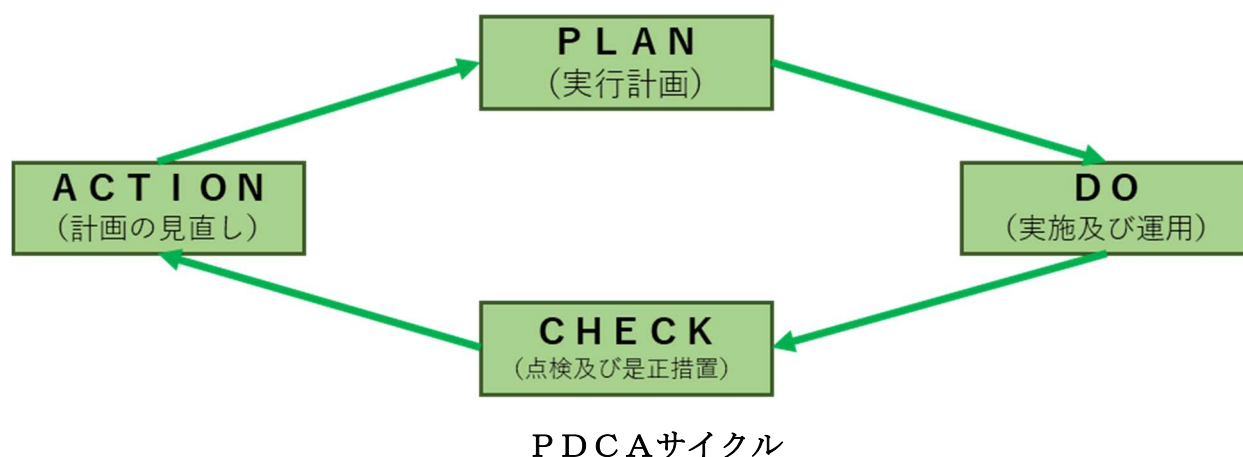 ＰＬＡＮ
（実行計画）
ＤＯ
（実施及び運用）
ＣＨＥＣＫ
（点検及び是正措置）
ＡＣＴＩＯＮ
（計画の見直し）
ＰＤＣＡサイクル